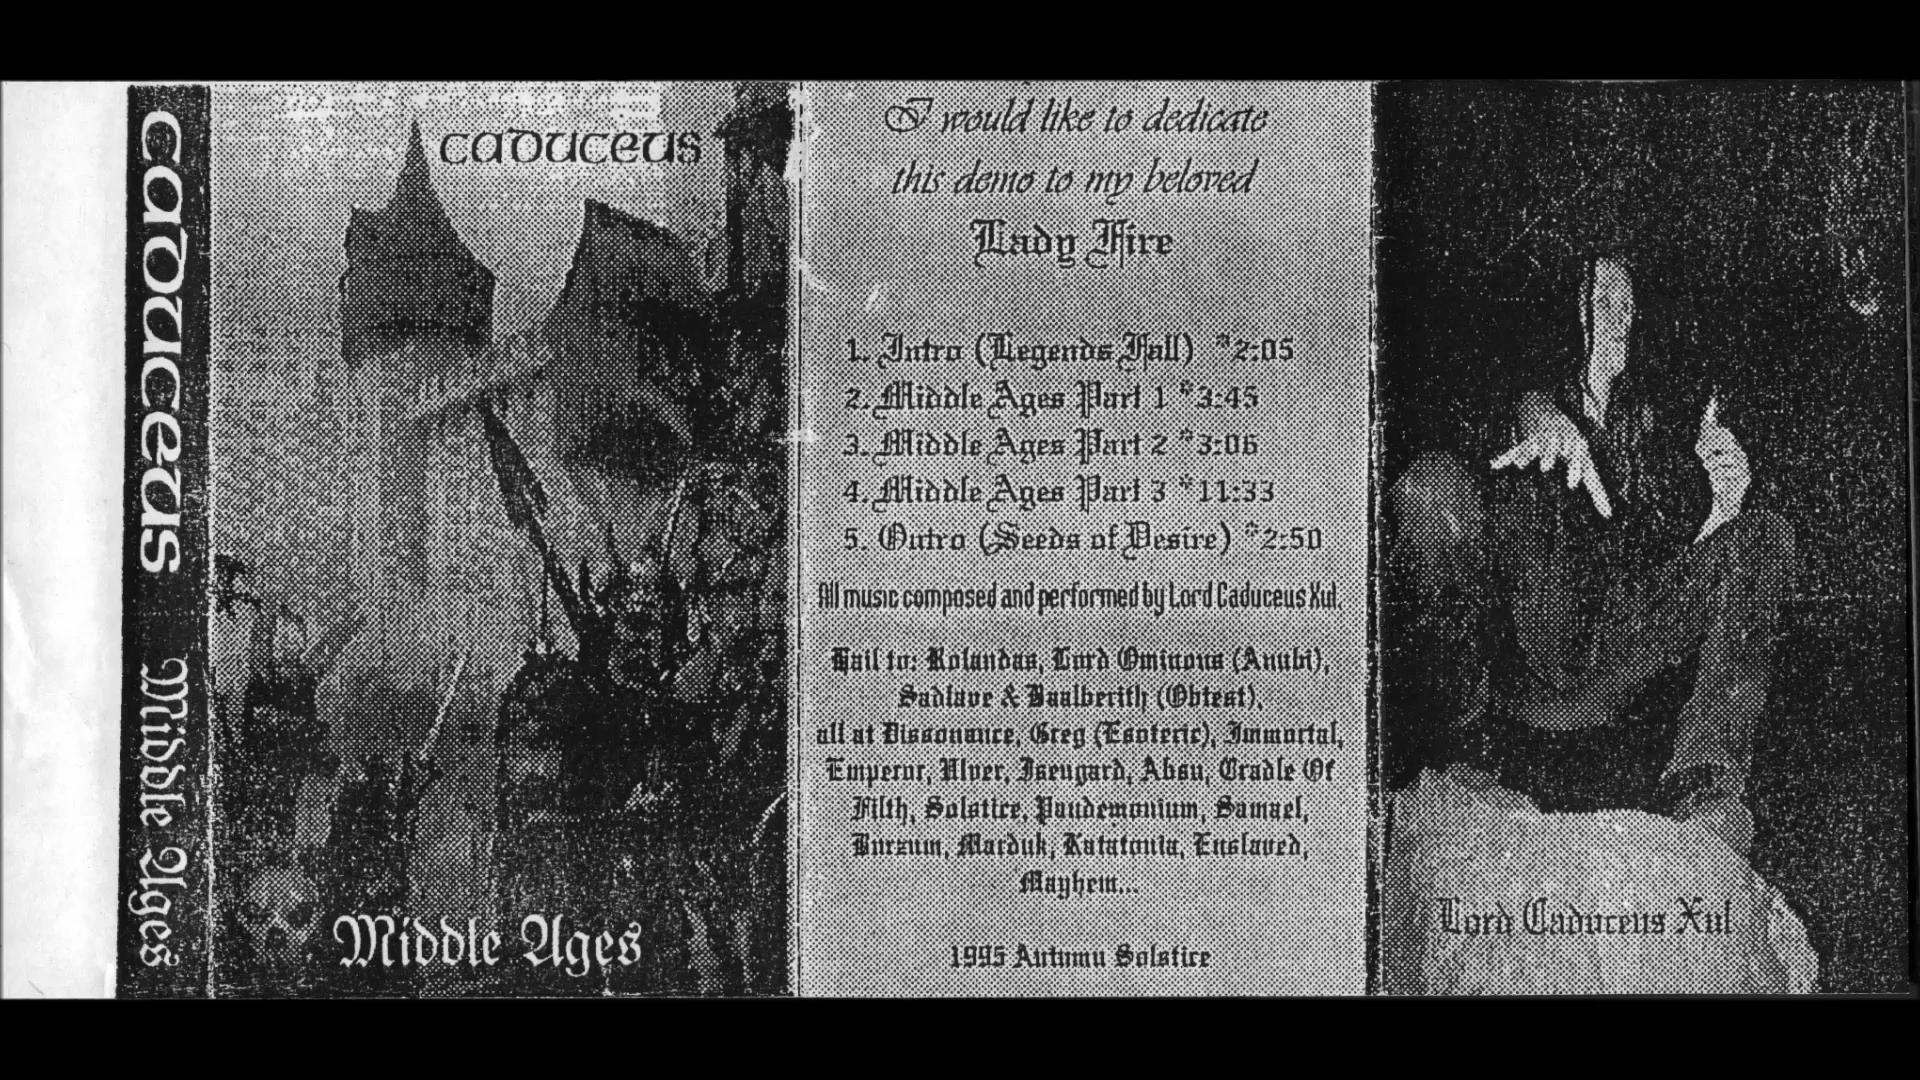 caduceus
Middle Ages
caduceus
Middle Ages
I would like to dedicate
this demo to my beloved
Lady Fire
1. Intro (Legends Fall) *2:05
2. Middle Ages Part 1 *3:45
3. Middle Ages Part 2 *3:06
4. Middle Ages Part 3 *11:33
5. Outro (Seeds of Desire) *2:50
All music composed and performed by Lord Caduceus Xul.
Hail to: Rolandas, Lord Ominous (Anubi),
Sadlave & Baalberith (Obtest),
all at Dissonance, Greg (Esoteric), Immortal,
Emperor, Ulver, Isengard, Absu, Cradle Of
Filth, Solstice, Pandemonium, Samael,
Burzum, Marduk, Katatonia, Enslaved,
Mayhem...
1995 Autumn Solstice
Lord Caduceus Xul